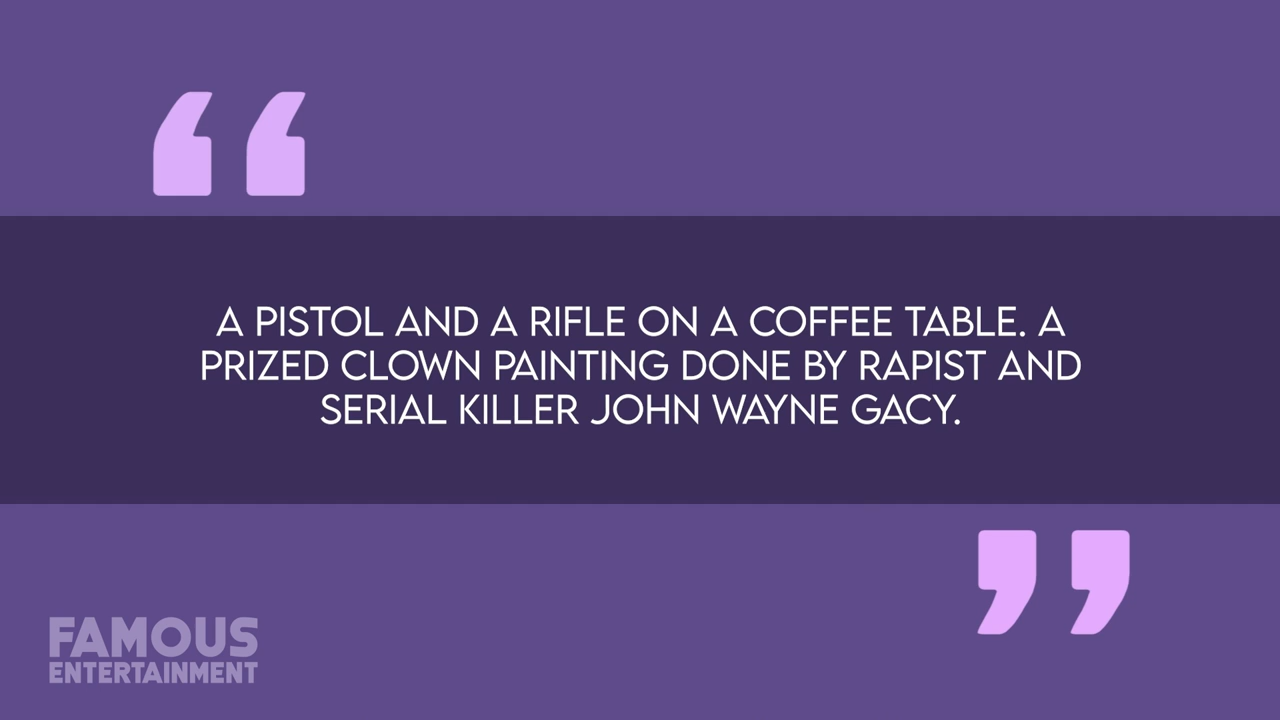 “
A PISTOL AND A RIFLE ON A COFFEE TABLE. A
PRIZED CLOWN PAINTING DONE BY RAPIST AND
SERIAL KILLER JOHN WAYNE GACY.
”
FAMOUS
ENTERTAINMENT